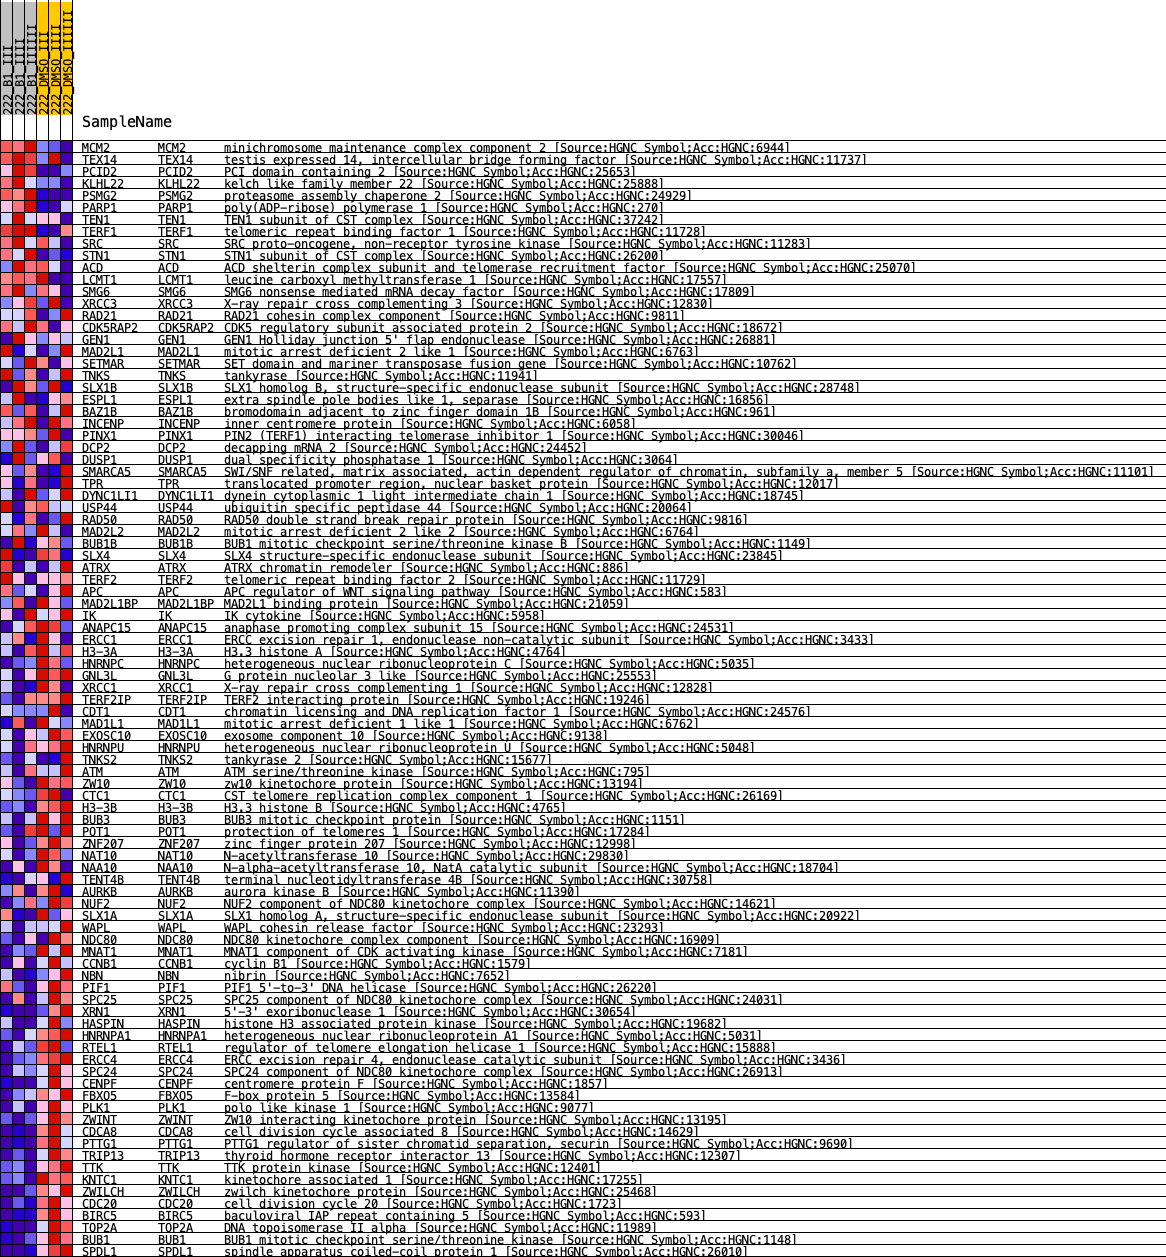 222_B1_III
222_B1_IIII
222_B1_IIIIII
222_DMSO_III
222_DMSO_IIII
222_DMSO_IIIIII
SampleName
MCM2 MCM2 minichromosome maintenance complex component 2 [Source:HGNC Symbol;Acc:HGNC:6944]
TEX14 TEX14 testis expressed 14, intercellular bridge forming factor [Source:HGNC Symbol;Acc:HGNC:11737]
PCID2 PCID2 PCI domain containing 2 [Source:HGNC Symbol;Acc:HGNC:25653]
KLHL22 KLHL22 kelch like family member 22 [Source:HGNC Symbol;Acc:HGNC:25888]
PSMG2 PSMG2 proteasome assembly chaperone 2 [Source:HGNC Symbol;Acc:HGNC:24929]
PARP1 PARP1 poly(ADP-ribose) polymerase 1 [Source:HGNC Symbol;Acc:HGNC:270]
TEN1 TEN1 TEN1 subunit of CST complex [Source:HGNC Symbol;Acc:HGNC:37242]
TERF1 TERF1 telomeric repeat binding factor 1 [Source:HGNC Symbol;Acc:HGNC:11728]
SRC SRC SRC proto-oncogene, non-receptor tyrosine kinase [Source:HGNC Symbol;Acc:HGNC:11283]
STN1 STN1 STN1 subunit of CST complex [Source:HGNC Symbol;Acc:HGNC:26200]
ACD ACD ACD shelterin complex subunit and telomerase recruitment factor [Source:HGNC Symbol;Acc:HGNC:25070]
LCMT1 LCMT1 leucine carboxyl methyltransferase 1 [Source:HGNC Symbol;Acc:HGNC:17557]
SMG6 SMG6 SMG6 nonsense mediated mRNA decay factor [Source:HGNC Symbol;Acc:HGNC:17809]
XRCC3 XRCC3 X-ray repair cross complementing 3 [Source:HGNC Symbol;Acc:HGNC:12830]
RAD21 RAD21 RAD21 cohesin complex component [Source:HGNC Symbol;Acc:HGNC:9811]
CDK5RAP2 CDK5RAP2 CDK5 regulatory subunit associated protein 2 [Source:HGNC Symbol;Acc:HGNC:18672]
GEN1 GEN1 GEN1 Holliday junction 5' flap endonuclease [Source:HGNC Symbol;Acc:HGNC:26881]
MAD2L1 MAD2L1 mitotic arrest deficient 2 like 1 [Source:HGNC Symbol;Acc:HGNC:6763]
SETMAR SETMAR SET domain and mariner transposase fusion gene [Source:HGNC Symbol;Acc:HGNC:10762]
TNKS TNKS tankyrase [Source:HGNC Symbol;Acc:HGNC:11941]
SLX1B SLX1B SLX1 homolog B, structure-specific endonuclease subunit [Source:HGNC Symbol;Acc:HGNC:28748]
ESPL1 ESPL1 extra spindle pole bodies like 1, separase [Source:HGNC Symbol;Acc:HGNC:16856]
BAZ1B BAZ1B bromodomain adjacent to zinc finger domain 1B [Source:HGNC Symbol;Acc:HGNC:961]
INCENP INCENP inner centromere protein [Source:HGNC Symbol;Acc:HGNC:6058]
PINX1 PINX1 PIN2 (TERF1) interacting telomerase inhibitor 1 [Source:HGNC Symbol;Acc:HGNC:30046]
DCP2 DCP2 decapping mRNA 2 [Source:HGNC Symbol;Acc:HGNC:24452]
DUSP1 DUSP1 dual specificity phosphatase 1 [Source:HGNC Symbol;Acc:HGNC:3064]
SMARCA5 SMARCA5 SWI/SNF related, matrix associated, actin dependent regulator of chromatin, subfamily a, member 5 [Source:HGNC Symbol;Acc:HGNC:11101]
TPR TPR translocated promoter region, nuclear basket protein [Source:HGNC Symbol;Acc:HGNC:12017]
DYNC1LI1 DYNC1LI1 dynein cytoplasmic 1 light intermediate chain 1 [Source:HGNC Symbol;Acc:HGNC:18745]
USP44 USP44 ubiquitin specific peptidase 44 [Source:HGNC Symbol;Acc:HGNC:20064]
RAD50 RAD50 RAD50 double strand break repair protein [Source:HGNC Symbol;Acc:HGNC:9816]
MAD2L2 MAD2L2 mitotic arrest deficient 2 like 2 [Source:HGNC Symbol;Acc:HGNC:6764]
BUB1B BUB1B BUB1 mitotic checkpoint serine/threonine kinase B [Source:HGNC Symbol;Acc:HGNC:1149]
SLX4 SLX4 SLX4 structure-specific endonuclease subunit [Source:HGNC Symbol;Acc:HGNC:23845]
ATRX ATRX ATRX chromatin remodeler [Source:HGNC Symbol;Acc:HGNC:886]
TERF2 TERF2 telomeric repeat binding factor 2 [Source:HGNC Symbol;Acc:HGNC:11729]
APC APC APC regulator of WNT signaling pathway [Source:HGNC Symbol;Acc:HGNC:583]
MAD2L1BP MAD2L1BP MAD2L1 binding protein [Source:HGNC Symbol;Acc:HGNC:21059]
IK IK IK cytokine [Source:HGNC Symbol;Acc:HGNC:5958]
ANAPC15 ANAPC15 anaphase promoting complex subunit 15 [Source:HGNC Symbol;Acc:HGNC:24531]
ERCC1 ERCC1 ERCC excision repair 1, endonuclease non-catalytic subunit [Source:HGNC Symbol;Acc:HGNC:3433]
H3-3A H3-3A H3.3 histone A [Source:HGNC Symbol;Acc:HGNC:4764]
HNRNPC HNRNPC heterogeneous nuclear ribonucleoprotein C [Source:HGNC Symbol;Acc:HGNC:5035]
GNL3L GNL3L G protein nucleolar 3 like [Source:HGNC Symbol;Acc:HGNC:25553]
XRCC1 XRCC1 X-ray repair cross complementing 1 [Source:HGNC Symbol;Acc:HGNC:12828]
TERF2IP TERF2IP TERF2 interacting protein [Source:HGNC Symbol;Acc:HGNC:19246]
CDT1 CDT1 chromatin licensing and DNA replication factor 1 [Source:HGNC Symbol;Acc:HGNC:24576]
MAD1L1 MAD1L1 mitotic arrest deficient 1 like 1 [Source:HGNC Symbol;Acc:HGNC:6762]
EXOSC10 EXOSC10 exosome component 10 [Source:HGNC Symbol;Acc:HGNC:9138]
HNRNPU HNRNPU heterogeneous nuclear ribonucleoprotein U [Source:HGNC Symbol;Acc:HGNC:5048]
TNKS2 TNKS2 tankyrase 2 [Source:HGNC Symbol;Acc:HGNC:15677]
ATM ATM ATM serine/threonine kinase [Source:HGNC Symbol;Acc:HGNC:795]
ZW10 ZW10 zw10 kinetochore protein [Source:HGNC Symbol;Acc:HGNC:13194]
CTC1 CTC1 CST telomere replication complex component 1 [Source:HGNC Symbol;Acc:HGNC:26169]
H3-3B H3-3B H3.3 histone B [Source:HGNC Symbol;Acc:HGNC:4765]
BUB3 BUB3 BUB3 mitotic checkpoint protein [Source:HGNC Symbol;Acc:HGNC:1151]
POT1 POT1 protection of telomeres 1 [Source:HGNC Symbol;Acc:HGNC:17284]
ZNF207 ZNF207 zinc finger protein 207 [Source:HGNC Symbol;Acc:HGNC:12998]
NAT10 NAT10 N-acetyltransferase 10 [Source:HGNC Symbol;Acc:HGNC:29830]
NAA10 NAA10 N-alpha-acetyltransferase 10, NatA catalytic subunit [Source:HGNC Symbol;Acc:HGNC:18704]
TENT4B TENT4B terminal nucleotidyltransferase 4B [Source:HGNC Symbol;Acc:HGNC:30758]
AURKB AURKB aurora kinase B [Source:HGNC Symbol;Acc:HGNC:11390]
NUF2 NUF2 NUF2 component of NDC80 kinetochore complex [Source:HGNC Symbol;Acc:HGNC:14621]
SLX1A SLX1A SLX1 homolog A, structure-specific endonuclease subunit [Source:HGNC Symbol;Acc:HGNC:20922]
WAPL WAPL WAPL cohesin release factor [Source:HGNC Symbol;Acc:HGNC:23293]
NDC80 NDC80 NDC80 kinetochore complex component [Source:HGNC Symbol;Acc:HGNC:16909]
MNAT1 MNAT1 MNAT1 component of CDK activating kinase [Source:HGNC Symbol;Acc:HGNC:7181]
CCNB1 CCNB1 cyclin B1 [Source:HGNC Symbol;Acc:HGNC:1579]
NBN NBN nibrin [Source:HGNC Symbol;Acc:HGNC:7652]
PIF1 PIF1 PIF1 5'-to-3' DNA helicase [Source:HGNC Symbol;Acc:HGNC:26220]
SPC25 SPC25 SPC25 component of NDC80 kinetochore complex [Source:HGNC Symbol;Acc:HGNC:24031]
XRN1 XRN1 5'-3' exoribonuclease 1 [Source:HGNC Symbol;Acc:HGNC:30654]
HASPIN HASPIN histone H3 associated protein kinase [Source:HGNC Symbol;Acc:HGNC:19682]
HNRNPA1 HNRNPA1 heterogeneous nuclear ribonucleoprotein A1 [Source:HGNC Symbol;Acc:HGNC:5031]
RTEL1 RTEL1 regulator of telomere elongation helicase 1 [Source:HGNC Symbol;Acc:HGNC:15888]
ERCC4 ERCC4 ERCC excision repair 4, endonuclease catalytic subunit [Source:HGNC Symbol;Acc:HGNC:3436]
SPC24 SPC24 SPC24 component of NDC80 kinetochore complex [Source:HGNC Symbol;Acc:HGNC:26913]
CENPF CENPF centromere protein F [Source:HGNC Symbol;Acc:HGNC:1857]
FBXO5 FBXO5 F-box protein 5 [Source:HGNC Symbol;Acc:HGNC:13584]
PLK1 PLK1 polo like kinase 1 [Source:HGNC Symbol;Acc:HGNC:9077]
ZWINT ZWINT ZW10 interacting kinetochore protein [Source:HGNC Symbol;Acc:HGNC:13195]
CDCA8 CDCA8 cell division cycle associated 8 [Source:HGNC Symbol;Acc:HGNC:14629]
PTTG1 PTTG1 PTTG1 regulator of sister chromatid separation, securin [Source:HGNC Symbol;Acc:HGNC:9690]
TRIP13 TRIP13 thyroid hormone receptor interactor 13 [Source:HGNC Symbol;Acc:HGNC:12307]
TTK TTK TTK protein kinase [Source:HGNC Symbol;Acc:HGNC:12401]
KNTC1 KNTC1 kinetochore associated 1 [Source:HGNC Symbol;Acc:HGNC:17255]
ZWILCH ZWILCH zwilch kinetochore protein [Source:HGNC Symbol;Acc:HGNC:25468]
CDC20 CDC20 cell division cycle 20 [Source:HGNC Symbol;Acc:HGNC:1723]
BIRC5 BIRC5 baculoviral IAP repeat containing 5 [Source:HGNC Symbol;Acc:HGNC:593]
TOP2A TOP2A DNA topoisomerase II alpha [Source:HGNC Symbol;Acc:HGNC:11989]
BUB1 BUB1 BUB1 mitotic checkpoint serine/threonine kinase [Source:HGNC Symbol;Acc:HGNC:1148]
SPDL1 SPDL1 spindle apparatus coiled-coil protein 1 [Source:HGNC Symbol;Acc:HGNC:26010]